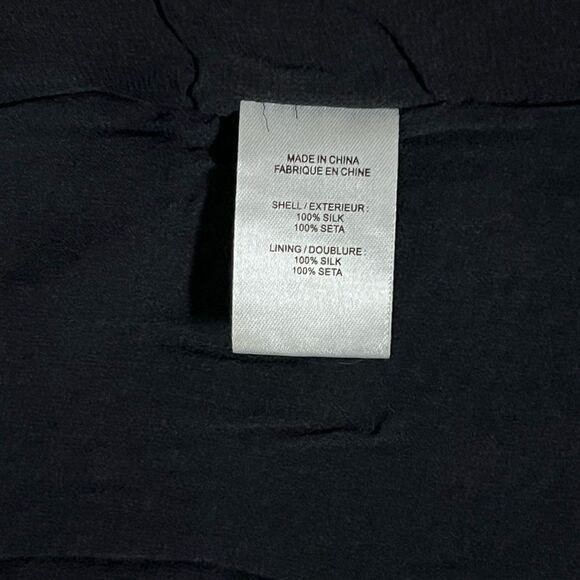 MADE IN CHINA
FABRIQUE EN CHINE
SHELL / EXTERIEUR :
100% SILK
100% SETA
LINING / DOUBLURE :
100% SILK
100% SETA